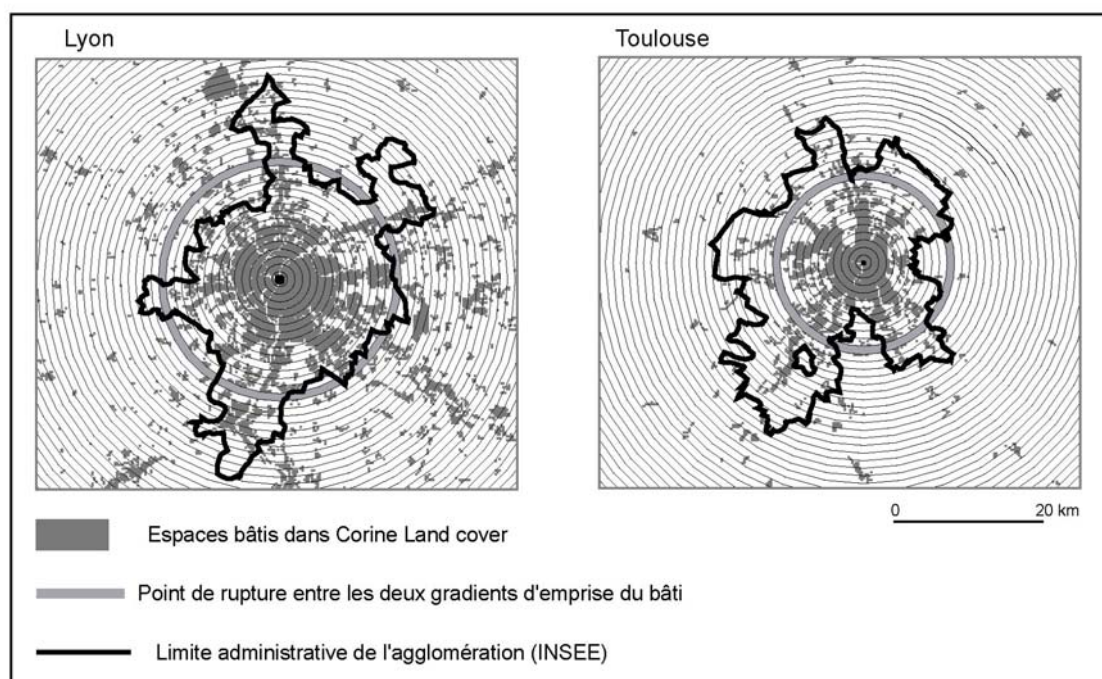 Lyon
Toulouse
0 20 km
Espaces bâtis dans Corine Land cover
Point de rupture entre les deux gradients d'emprise du bâti
Limite administrative de l'agglomération (INSEE)